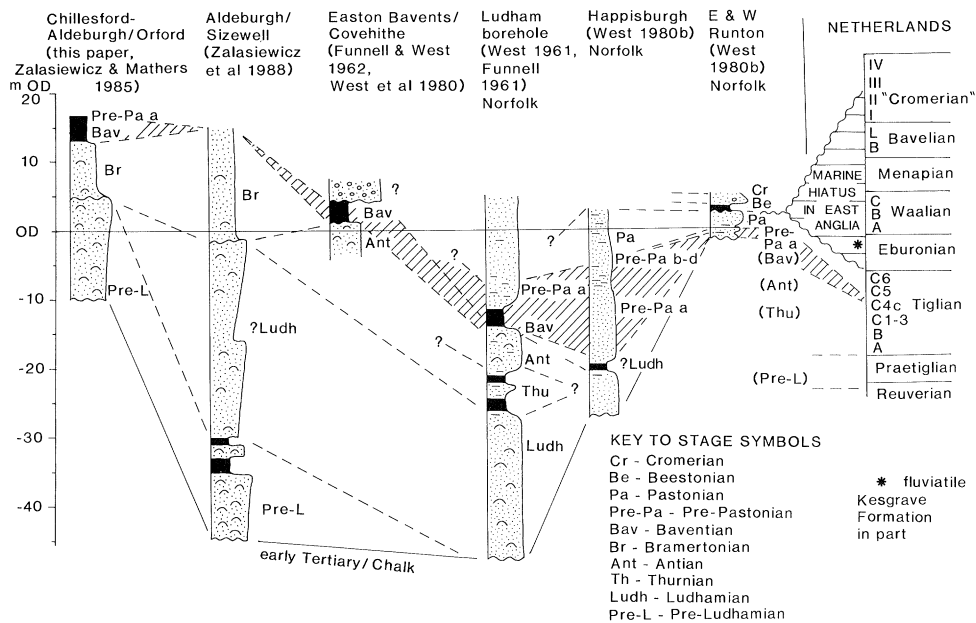 Chillesford-
Aldeburgh/Orford
(this paper,
Zalasiewicz & Mathers
1985)
Aldeburgh/
Sizewell
(Zalasiewicz
et al 1988)
Easton Bavents/
Covehithe
(Funnell & West
1962,
West et al 1980)
Ludham
borehole
(West 1961,
Funnell
1961)
Norfolk
Happisburgh
(West 1980b)
Norfolk
E & W
Runton
(West
1980b)
Norfolk
NETHERLANDS
m OD
20
10
OD
-10
-20
-30
-40
Pre-Pa a
Bav
Br
Pre-L
Br
?Ludh
Pre-L
?
Bav
Ant
?
?
Pre-Pa a
Bav
Ant
Thu
Ludh
?
?
Pa
Pre-Pa b-d
Pre-Pa a
?Ludh
Cr
Be
Pa
Pre-
Pa a
(Bav)
(Ant)
(Thu)
(Pre-L)
MARINE
HIATUS
IN EAST
ANGLIA
*
IV
III
II "Cromerian"
I
L
B Bavelian
Menapian
C
B Waalian
A
Eburonian
C6
C5
C4c Tiglian
C1-3
B
A
Praetiglian
Reuverian
early Tertiary/Chalk
KEY TO STAGE SYMBOLS
Cr - Cromerian
Be - Beestonian
Pa - Pastonian
Pre-Pa - Pre-Pastonian
Bav - Baventian
Br - Bramertonian
Ant - Antian
Th - Thurnian
Ludh - Ludhamian
Pre-L - Pre-Ludhamian
* fluviatile
Kesgrave
Formation
in part